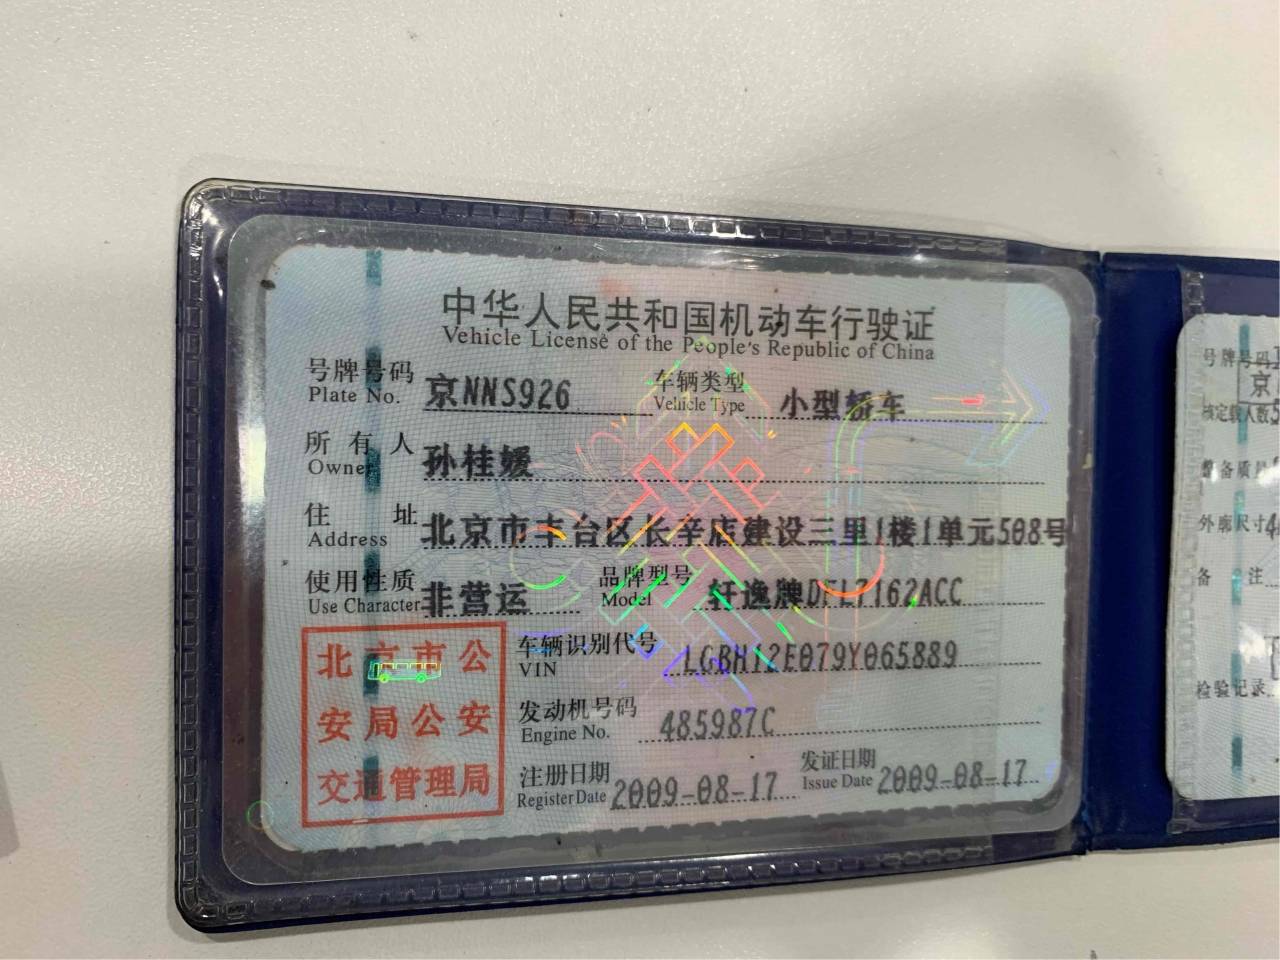 中华人民共和国机动车行驶证
Vehicle License of the People's Republic of China
号牌号码 京NNS926 车辆类型 小型轿车
Plate No. Vehicle Type
所有人 孙桂媛
Owner
住址 北京市丰台区长辛店建设三里1楼1单元508号
Address
使用性质 非营运 品牌型号 轩逸牌DFL7162ACC
Use Character Model
北京市公
安局公安
交通管理局
车辆识别代号 LGBH12E079Y065889
VIN
发动机号码 485987C
Engine No.
注册日期 2009-08-17 发证日期 2009-08-17
Register Date Issue Date
号牌号码
京
核定载人数
整备质量
外廓尺寸
备注
检验记录